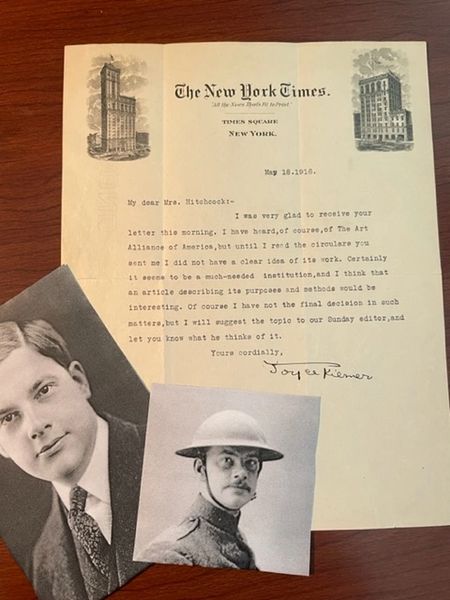 The New York Times.
"All the News That's Fit to Print"
TIMES SQUARE
NEW YORK.
May 18.1916.
My dear Mrs. Hitchcock:-
I was very glad to receive your
letter this morning. I have heard,of course,of The Art
Alliance of America,but until I read the circulars you
sent me I did not have a clear idea of its work. Certainly
it seems to be a much-needed institution,and I think that
an article describing its purposes and methods would be
interesting. Of course I have not the final decision in such
matters,but I will suggest the topic to our Sunday editor,and
let you know what he thinks of it.
Yours cordially,
Joyce Kilmer